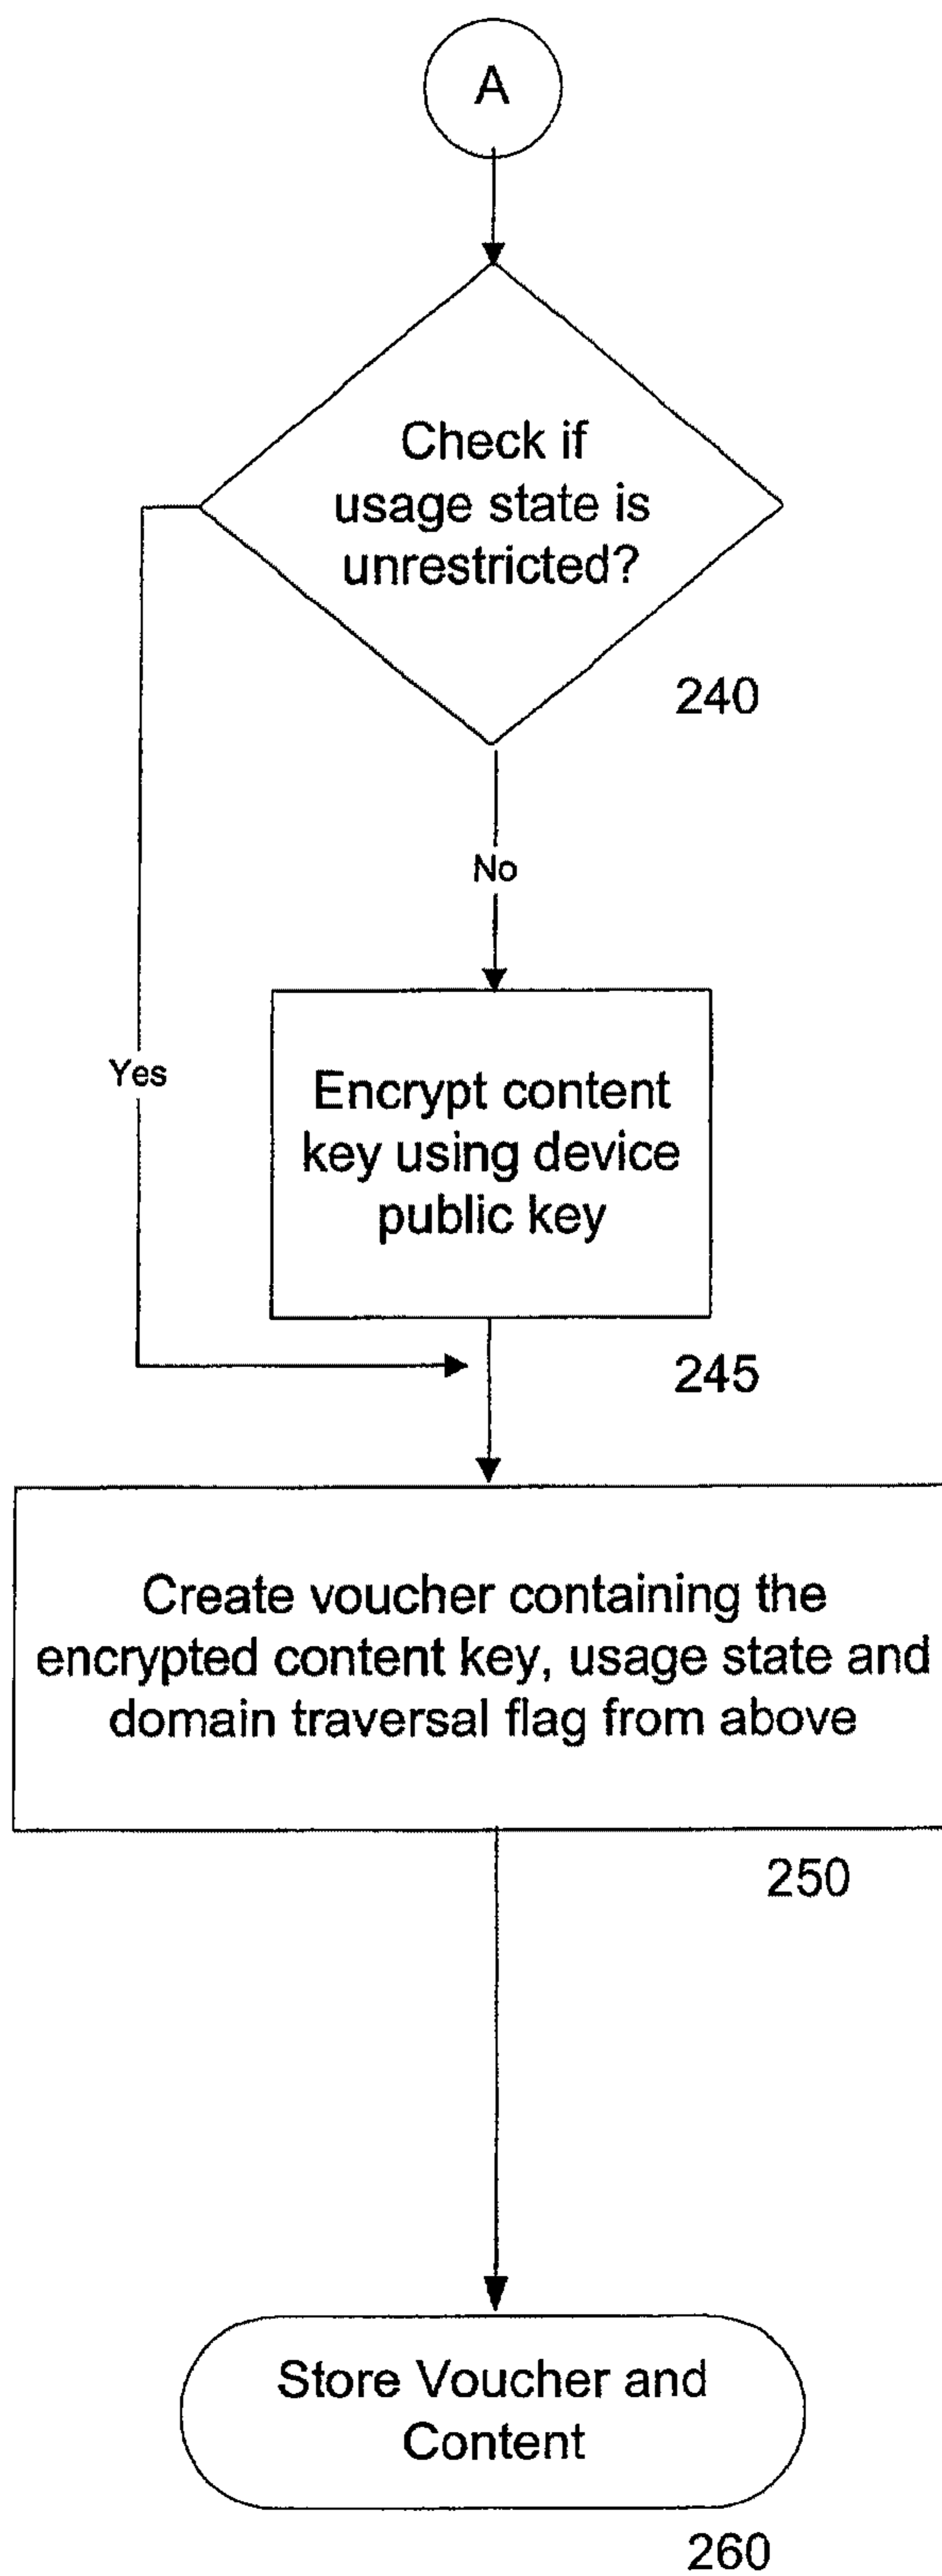 A
Check if
usage state is
unrestricted?
240
No
Yes
Encrypt content
key using device
public key
245
Create voucher containing the
encrypted content key, usage state and
domain traversal flag from above
250
Store Voucher and
Content
260